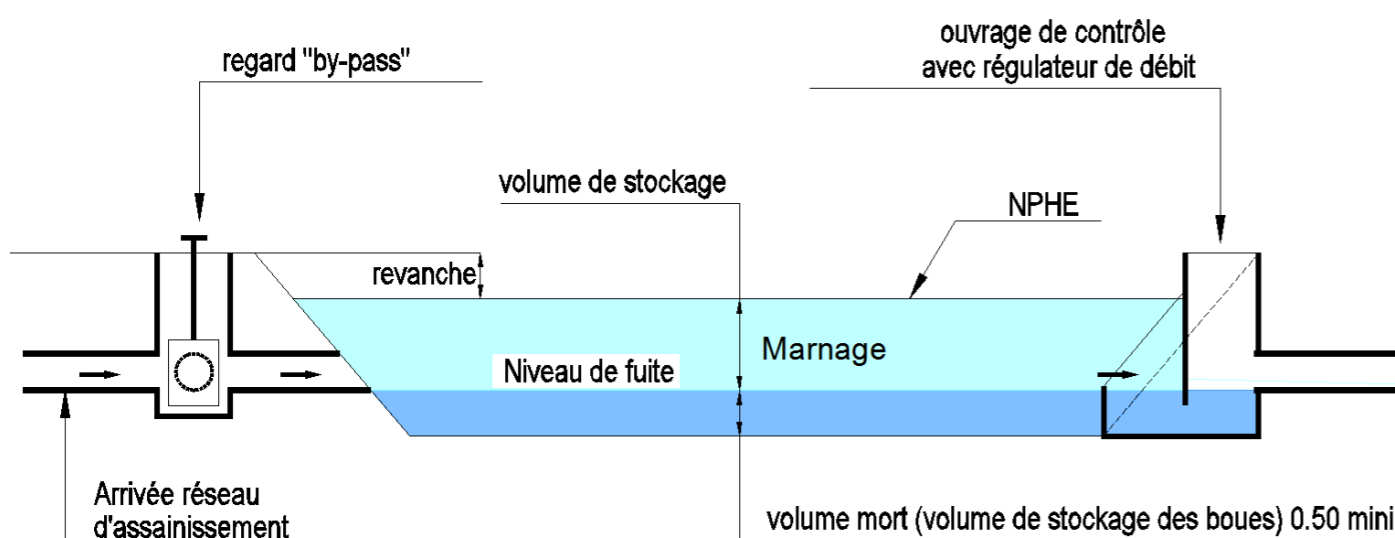 ouvrage de contrôle
avec régulateur de débit
regard "by-pass"
volume de stockage
NPHE
revanche
Marnage
Niveau de fuite
Arrivée réseau
d'assainissement
volume mort (volume de stockage des boues) 0.50 mini